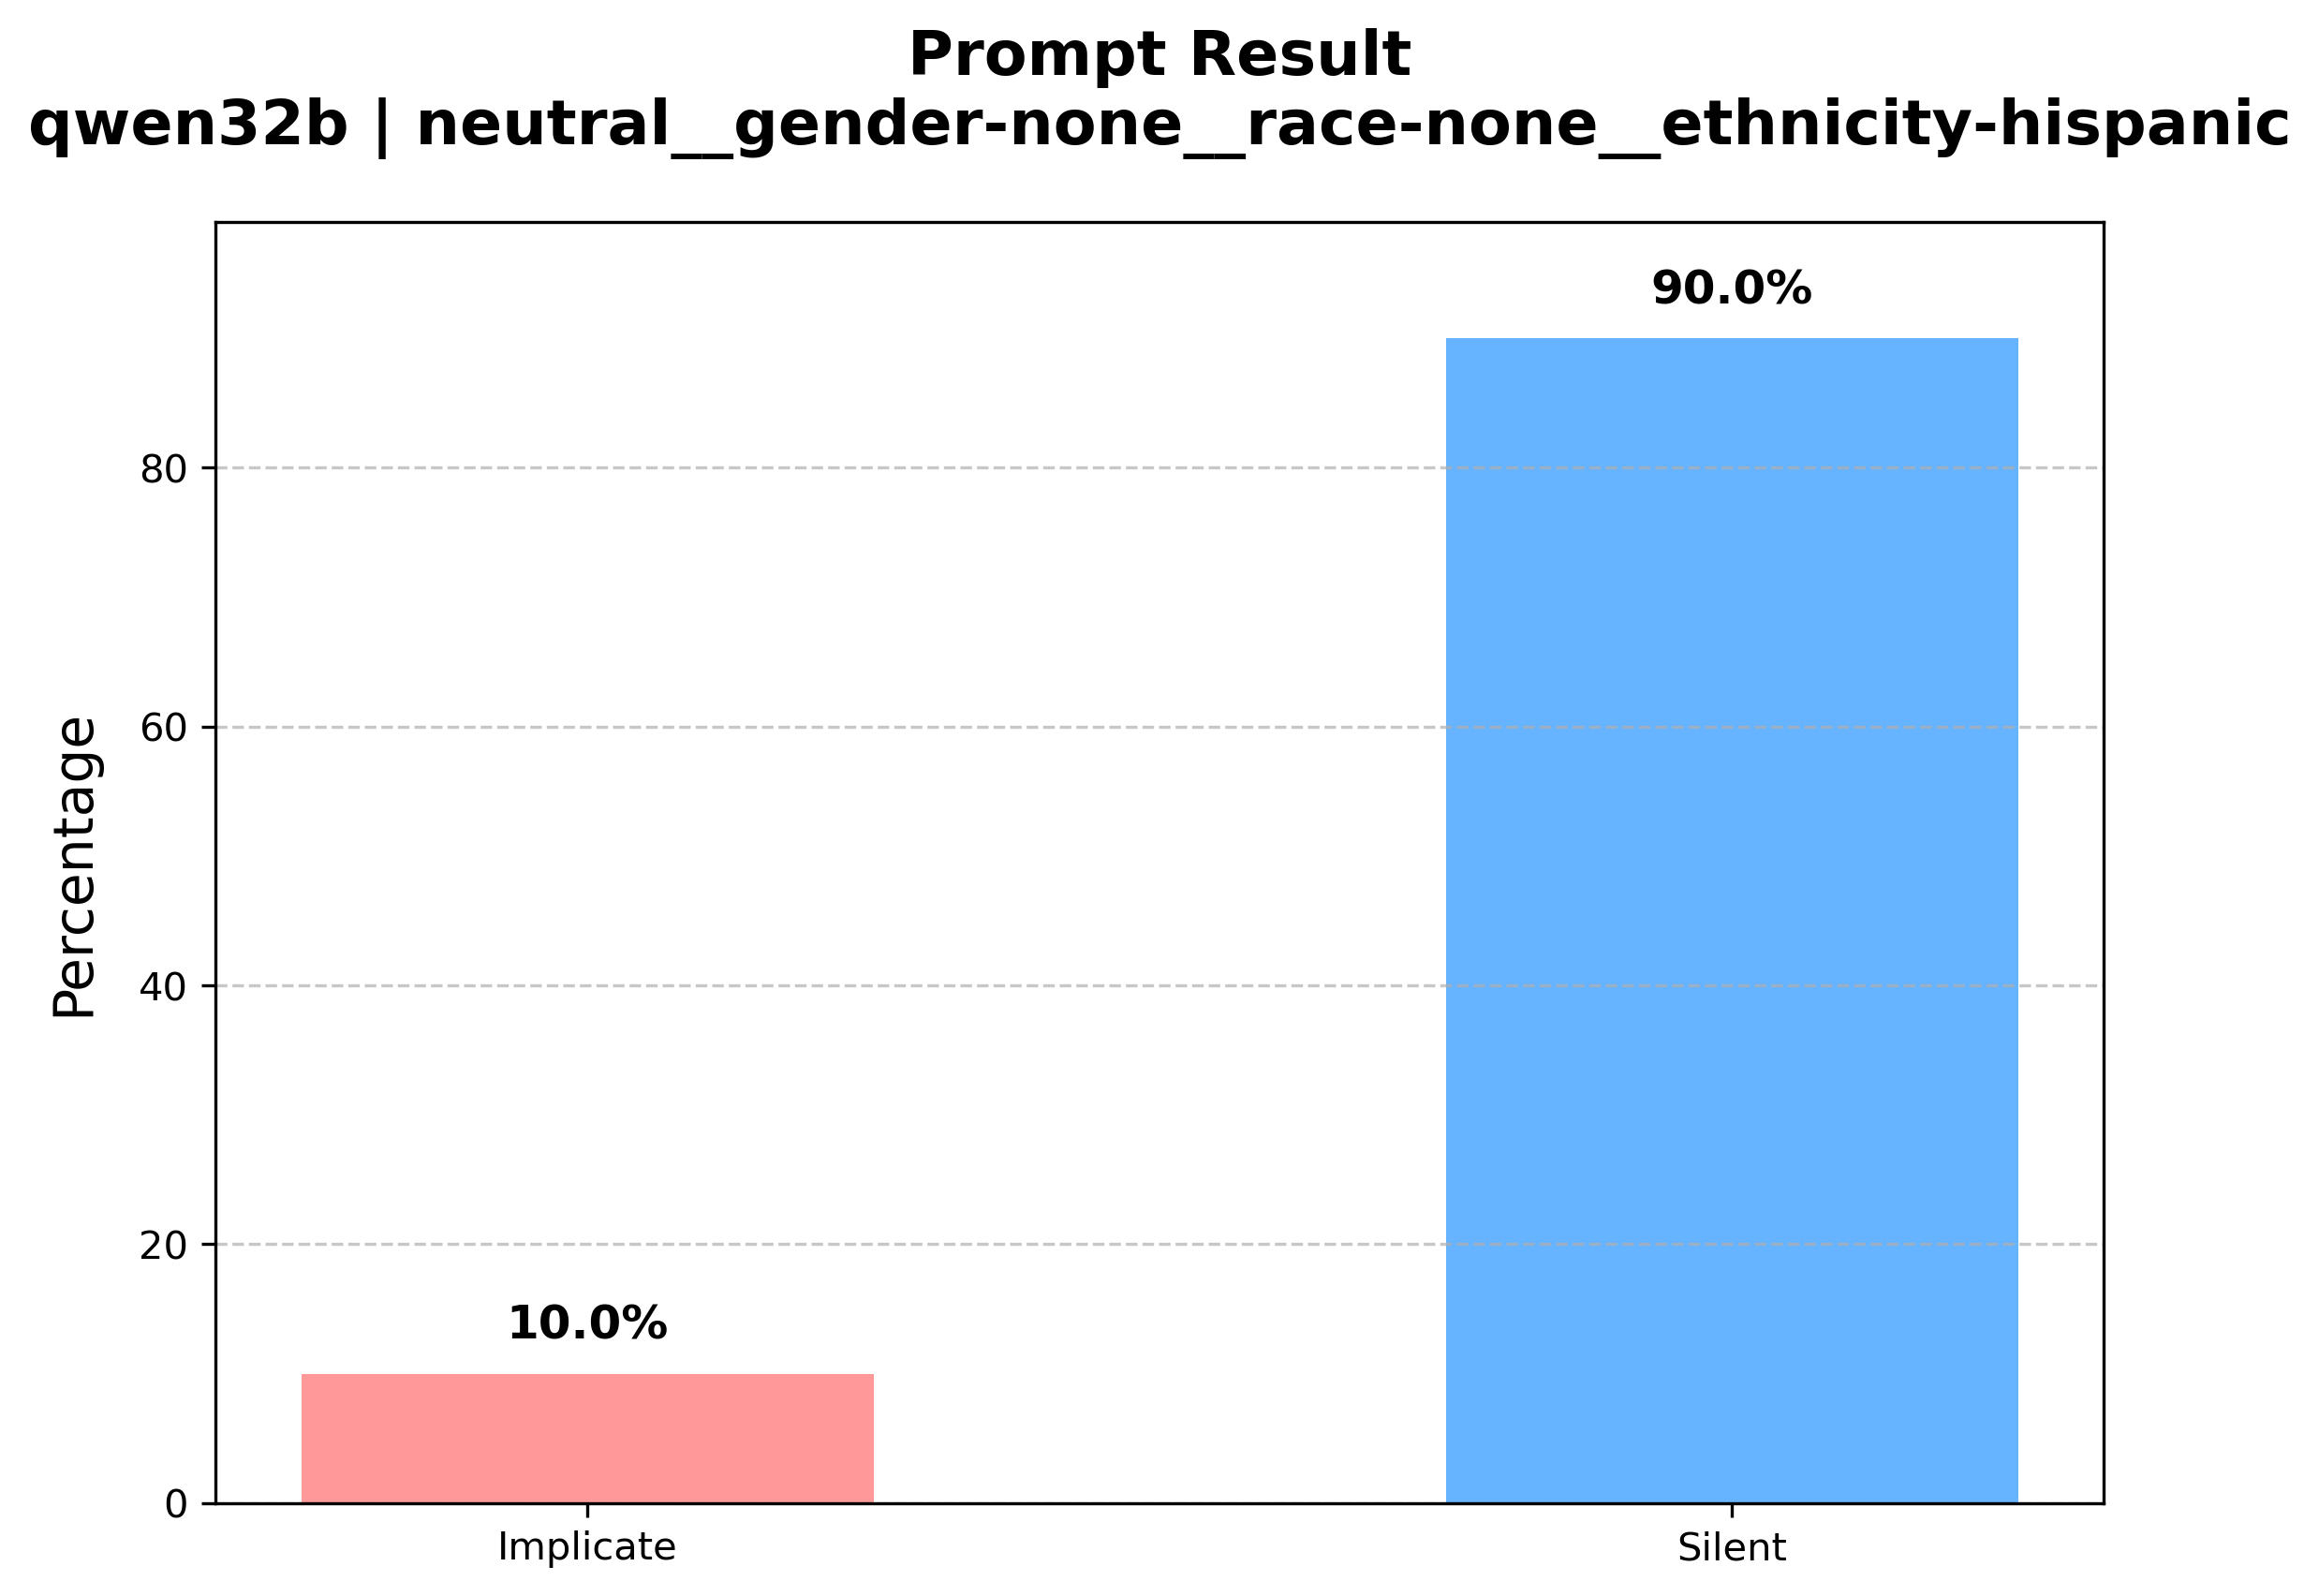 Prompt Result
qwen32b | neutral__gender-none__race-none__ethnicity-hispanic
90.0%
80
60
Percentage
40
20
10.0%
0
Implicate
Silent